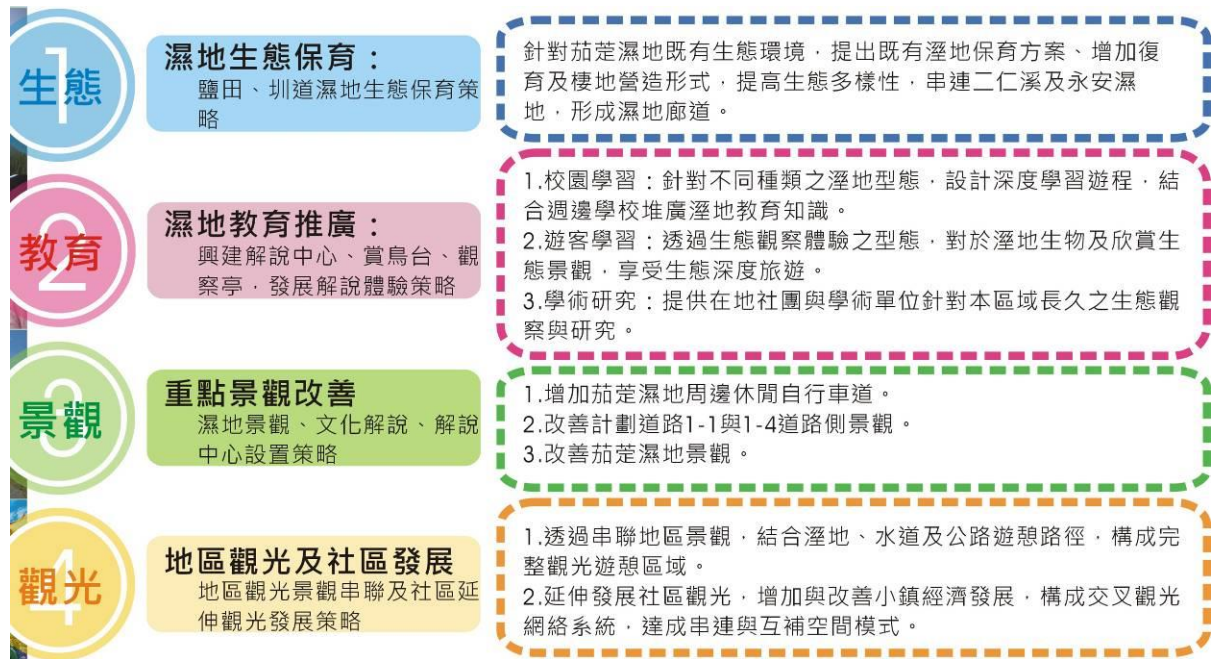 1
生態
濕地生態保育：
鹽田、圳道濕地生態保育策
略
針對茄萣濕地既有生態環境，提出既有溼地保育方案、增加復
育及棲地營造形式，提高生態多樣性，串連二仁溪及永安濕
地，形成濕地廊道。
2
教育
濕地教育推廣：
興建解說中心、賞鳥台、觀
察亭，發展解說體驗策略
1.校園學習：針對不同種類之溼地型態，設計深度學習遊程，結
合週邊學校堆廣溼地教育知識。
2.遊客學習：透過生態觀察體驗之型態，對於溼地生物及欣賞生
態景觀，享受生態深度旅遊。
3.學術研究：提供在地社團與學術單位針對本區域長久之生態觀
察與研究。
3
景觀
重點景觀改善
濕地景觀、文化解說、解說
中心設置策略
1.增加茄萣濕地周邊休閒自行車道。
2.改善計劃道路1-1與1-4道路側景觀。
3.改善茄萣濕地景觀。
4
觀光
地區觀光及社區發展
地區觀光景觀串聯及社區延
伸觀光發展策略
1.透過串聯地區景觀，結合溼地、水道及公路遊憩路徑，構成完
整觀光遊憩區域。
2.延伸發展社區觀光，增加與改善小鎮經濟發展，構成交叉觀光
網絡系統，達成串連與互補空間模式。